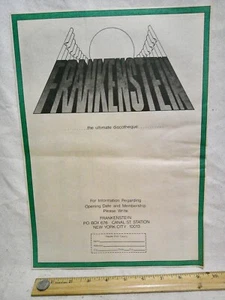 FRANKENSTEIN
the ultimate discotheque
For Information Regarding
Opening Date and Membership
Please Write
FRANKENSTEIN
CANAL ST. STATION
NEW YORK CITY